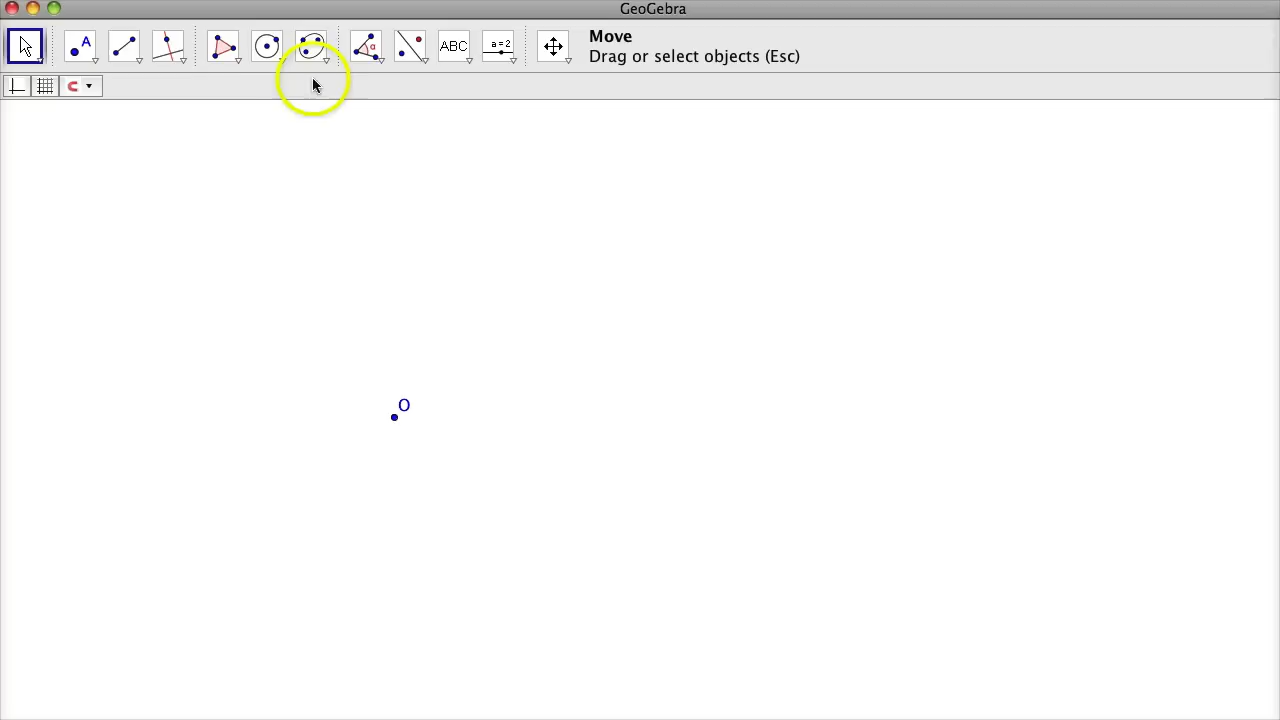 GeoGebra
A
α
ABC
a=2
Move
Drag or select objects (Esc)
O